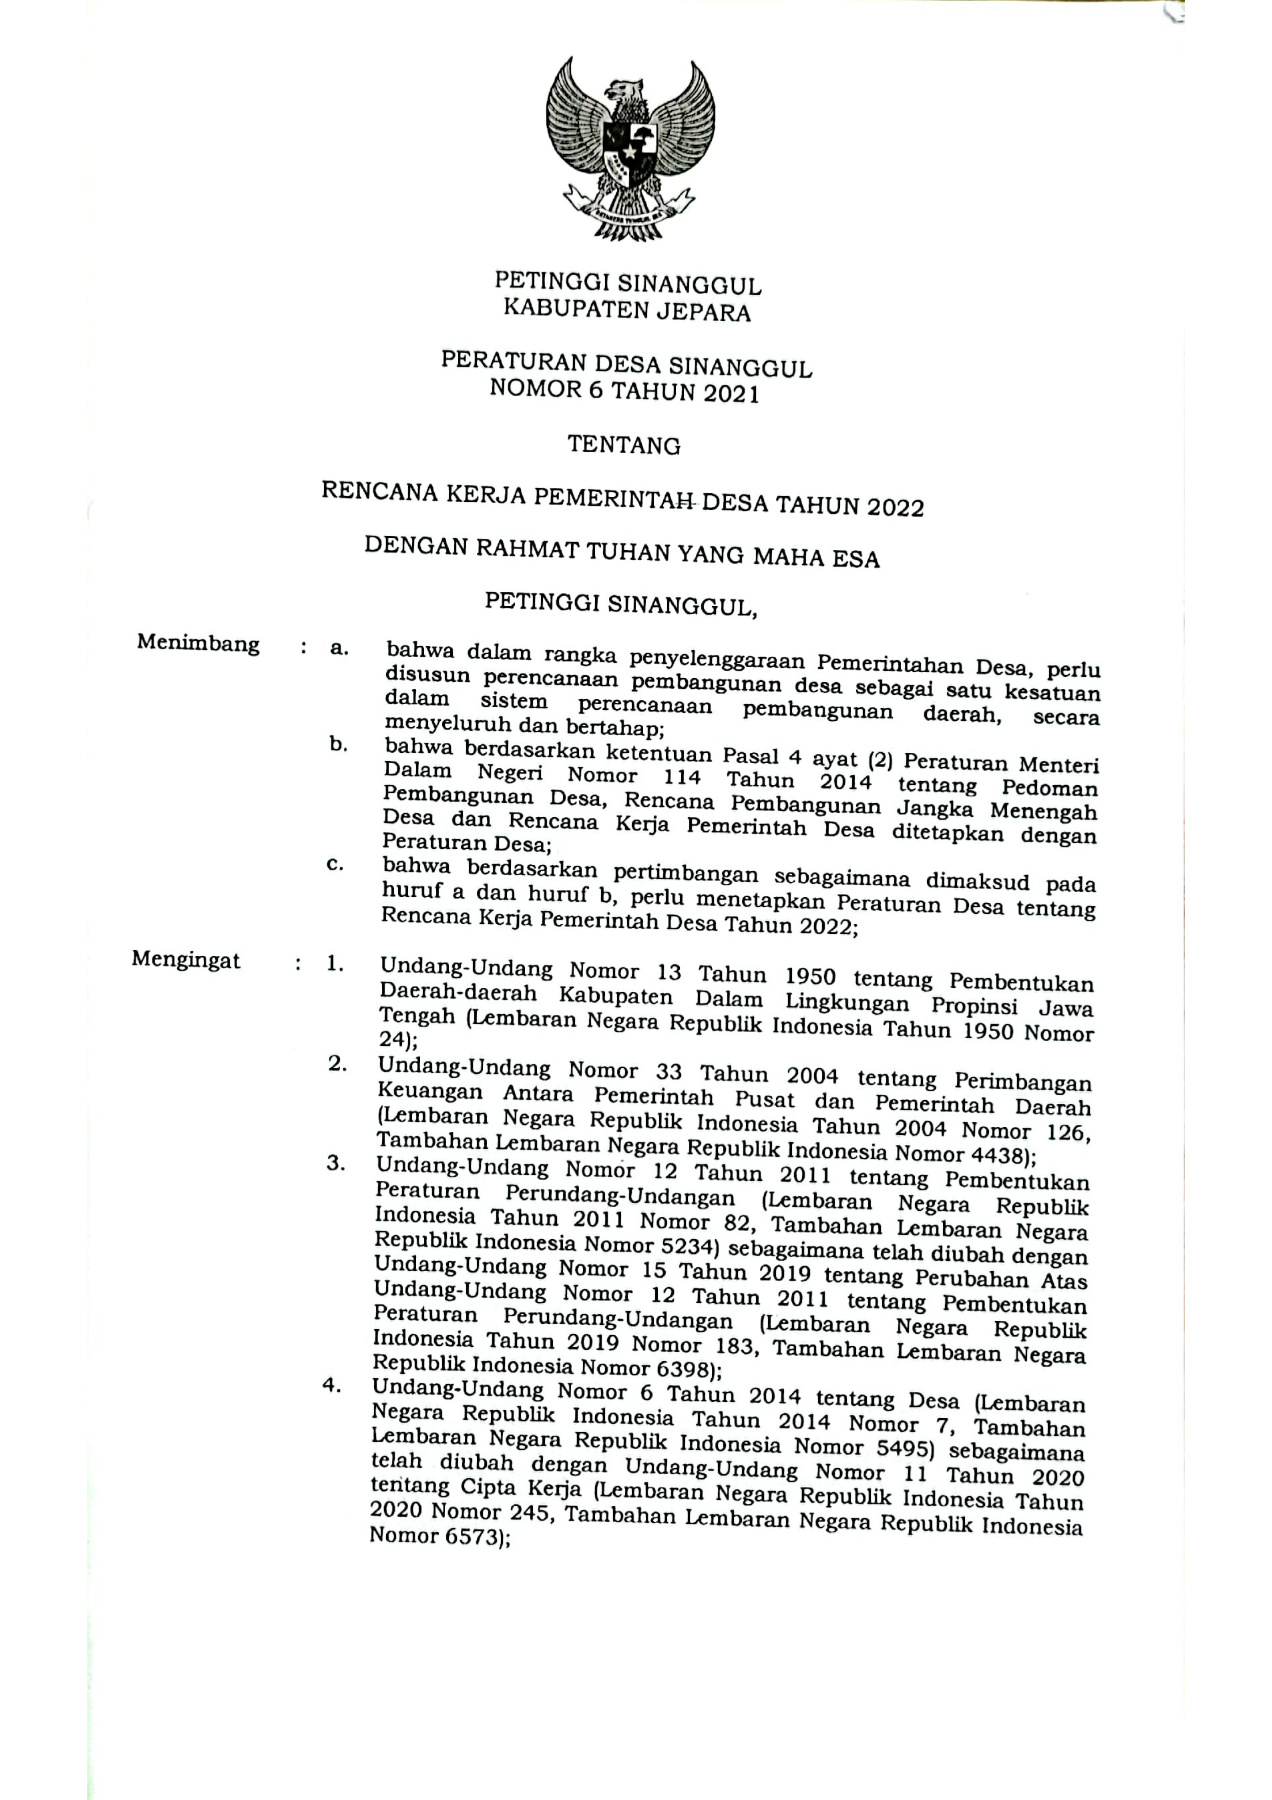 PETINGGI SINANGGUL
KABUPATEN JEPARA
PERATURAN DESA SINANGGUL
NOMOR 6 TAHUN 2021
TENTANG
RENCANA KERJA PEMERINTAH DESA TAHUN 2022
DENGAN RAHMAT TUHAN YANG MAHA ESA
PETINGGI SINANGGUL,
Menimbang : a. bahwa dalam rangka penyelenggaraan Pemerintahan Desa, perlu
disusun perencanaan pembangunan desa sebagai satu kesatuan
dalam sistem perencanaan pembangunan daerah, secara
menyeluruh dan bertahap;
b. bahwa berdasarkan ketentuan Pasal 4 ayat (2) Peraturan Menteri
Dalam Negeri Nomor 114 Tahun 2014 tentang Pedoman
Pembangunan Desa, Rencana Pembangunan Jangka Menengah
Desa dan Rencana Kerja Pemerintah Desa ditetapkan dengan
Peraturan Desa;
c. bahwa berdasarkan pertimbangan sebagaimana dimaksud pada
huruf a dan huruf b, perlu menetapkan Peraturan Desa tentang
Rencana Kerja Pemerintah Desa Tahun 2022;
Mengingat : 1. Undang-Undang Nomor 13 Tahun 1950 tentang Pembentukan
Daerah-daerah Kabupaten Dalam Lingkungan Propinsi Jawa
Tengah (Lembaran Negara Republik Indonesia Tahun 1950 Nomor
24);
2. Undang-Undang Nomor 33 Tahun 2004 tentang Perimbangan
Keuangan Antara Pemerintah Pusat dan Pemerintah Daerah
(Lembaran Negara Republik Indonesia Tahun 2004 Nomor 126,
Tambahan Lembaran Negara Republik Indonesia Nomor 4438);
3. Undang-Undang Nomor 12 Tahun 2011 tentang Pembentukan
Peraturan Perundang-Undangan (Lembaran Negara Republik
Indonesia Tahun 2011 Nomor 82, Tambahan Lembaran Negara
Republik Indonesia Nomor 5234) sebagaimana telah diubah dengan
Undang-Undang Nomor 15 Tahun 2019 tentang Perubahan Atas
Undang-Undang Nomor 12 Tahun 2011 tentang Pembentukan
Peraturan Perundang-Undangan (Lembaran Negara Republik
Indonesia Tahun 2019 Nomor 183, Tambahan Lembaran Negara
Republik Indonesia Nomor 6398);
4. Undang-Undang Nomor 6 Tahun 2014 tentang Desa (Lembaran
Negara Republik Indonesia Tahun 2014 Nomor 7, Tambahan
Lembaran Negara Republik Indonesia Nomor 5495) sebagaimana
telah diubah dengan Undang-Undang Nomor 11 Tahun 2020
tentang Cipta Kerja (Lembaran Negara Republik Indonesia Tahun
2020 Nomor 245, Tambahan Lembaran Negara Republik Indonesia
Nomor 6573);